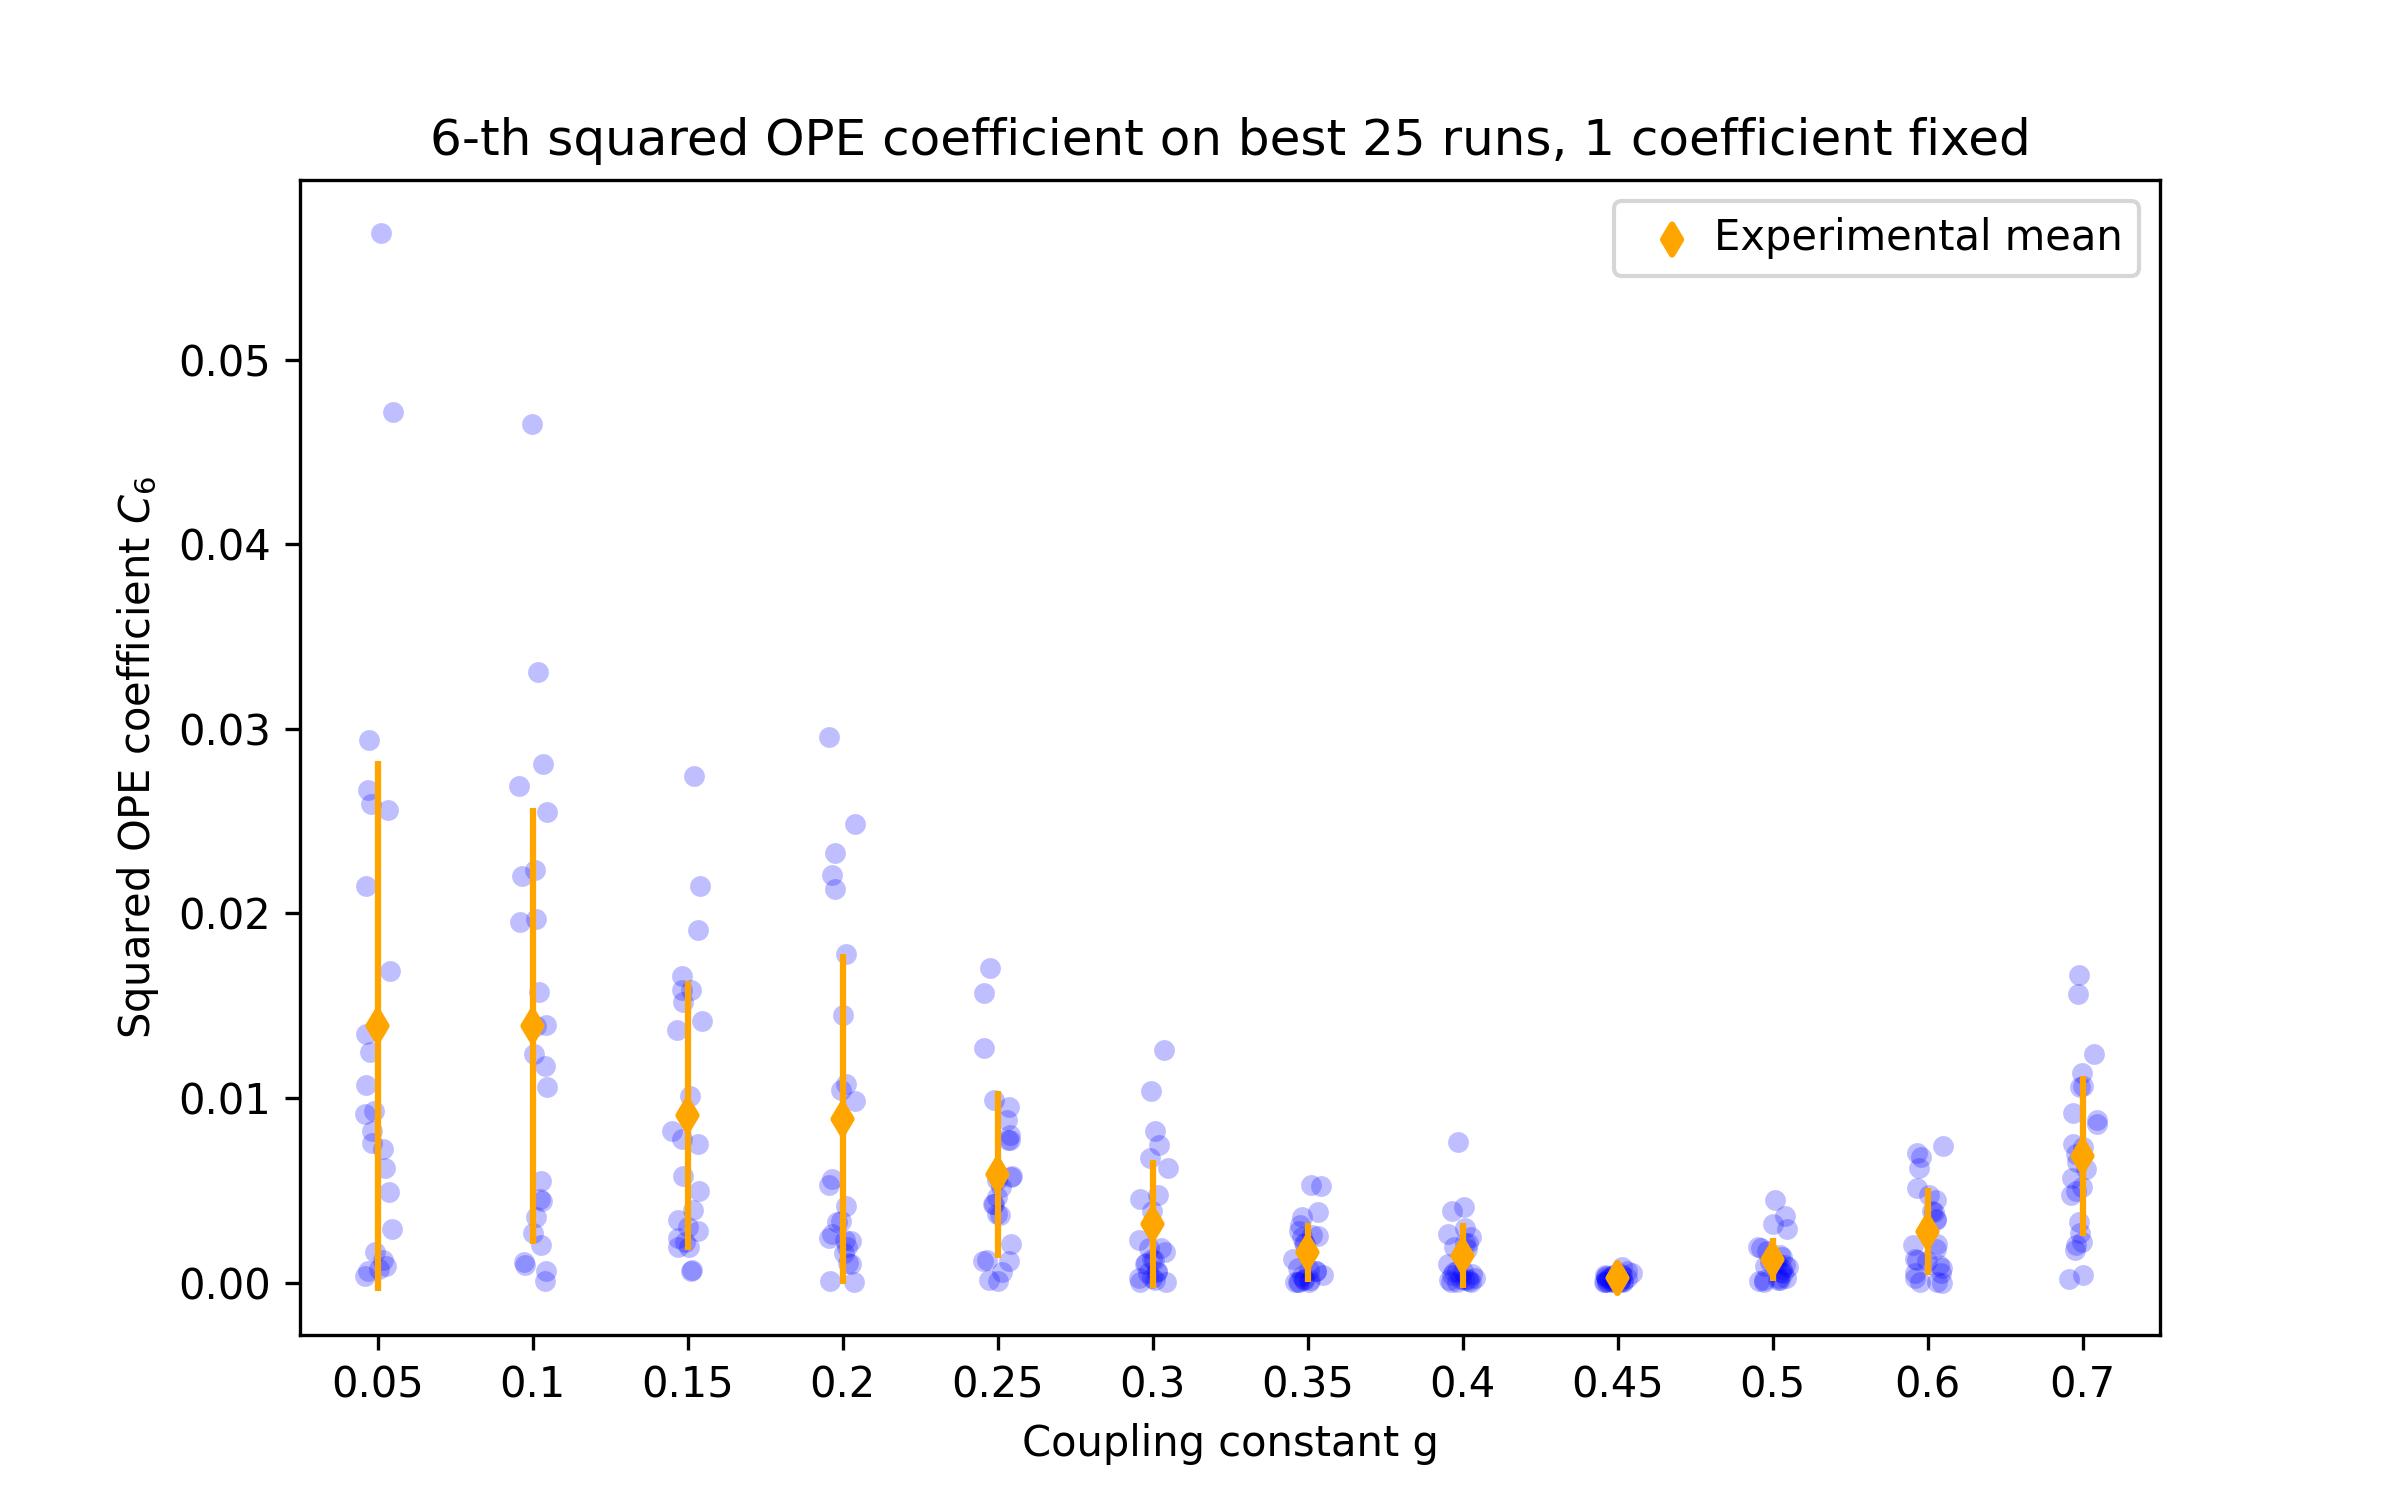 6-th squared OPE coefficient on best 25 runs, 1 coefficient fixed
Experimental mean
Squared OPE coefficient C₆
0.05
0.04
0.03
0.02
0.01
0.00
0.05 0.1 0.15 0.2 0.25 0.3 0.35 0.4 0.45 0.5 0.6 0.7
Coupling constant g